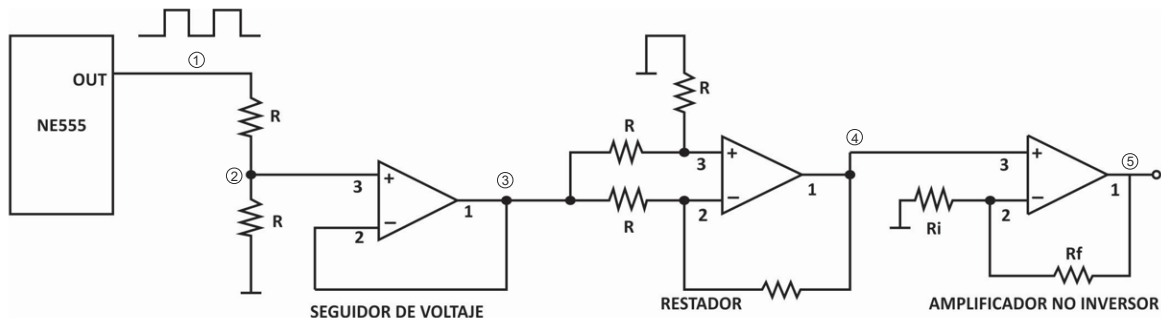 ①
OUT
NE555
R
②
R
3
+
−
2
1
③
SEGUIDOR DE VOLTAJE
R
R
R
3
+
−
2
1
④
RESTADOR
3
+
−
2
1
⑤
Ri
Rf
AMPLIFICADOR NO INVERSOR